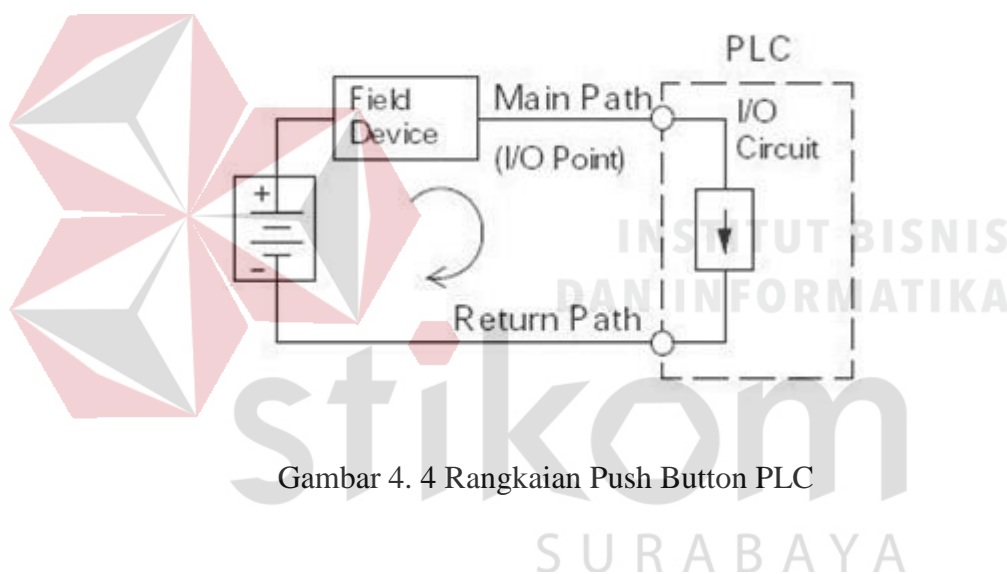 PLC
Field
Device
Main Path
(I/O Point)
I/O
Circuit
+
-
Return Path
INSTITUT BISNIS
DAN INFORMATIKA
stikom
SURABAYA
Gambar 4. 4 Rangkaian Push Button PLC